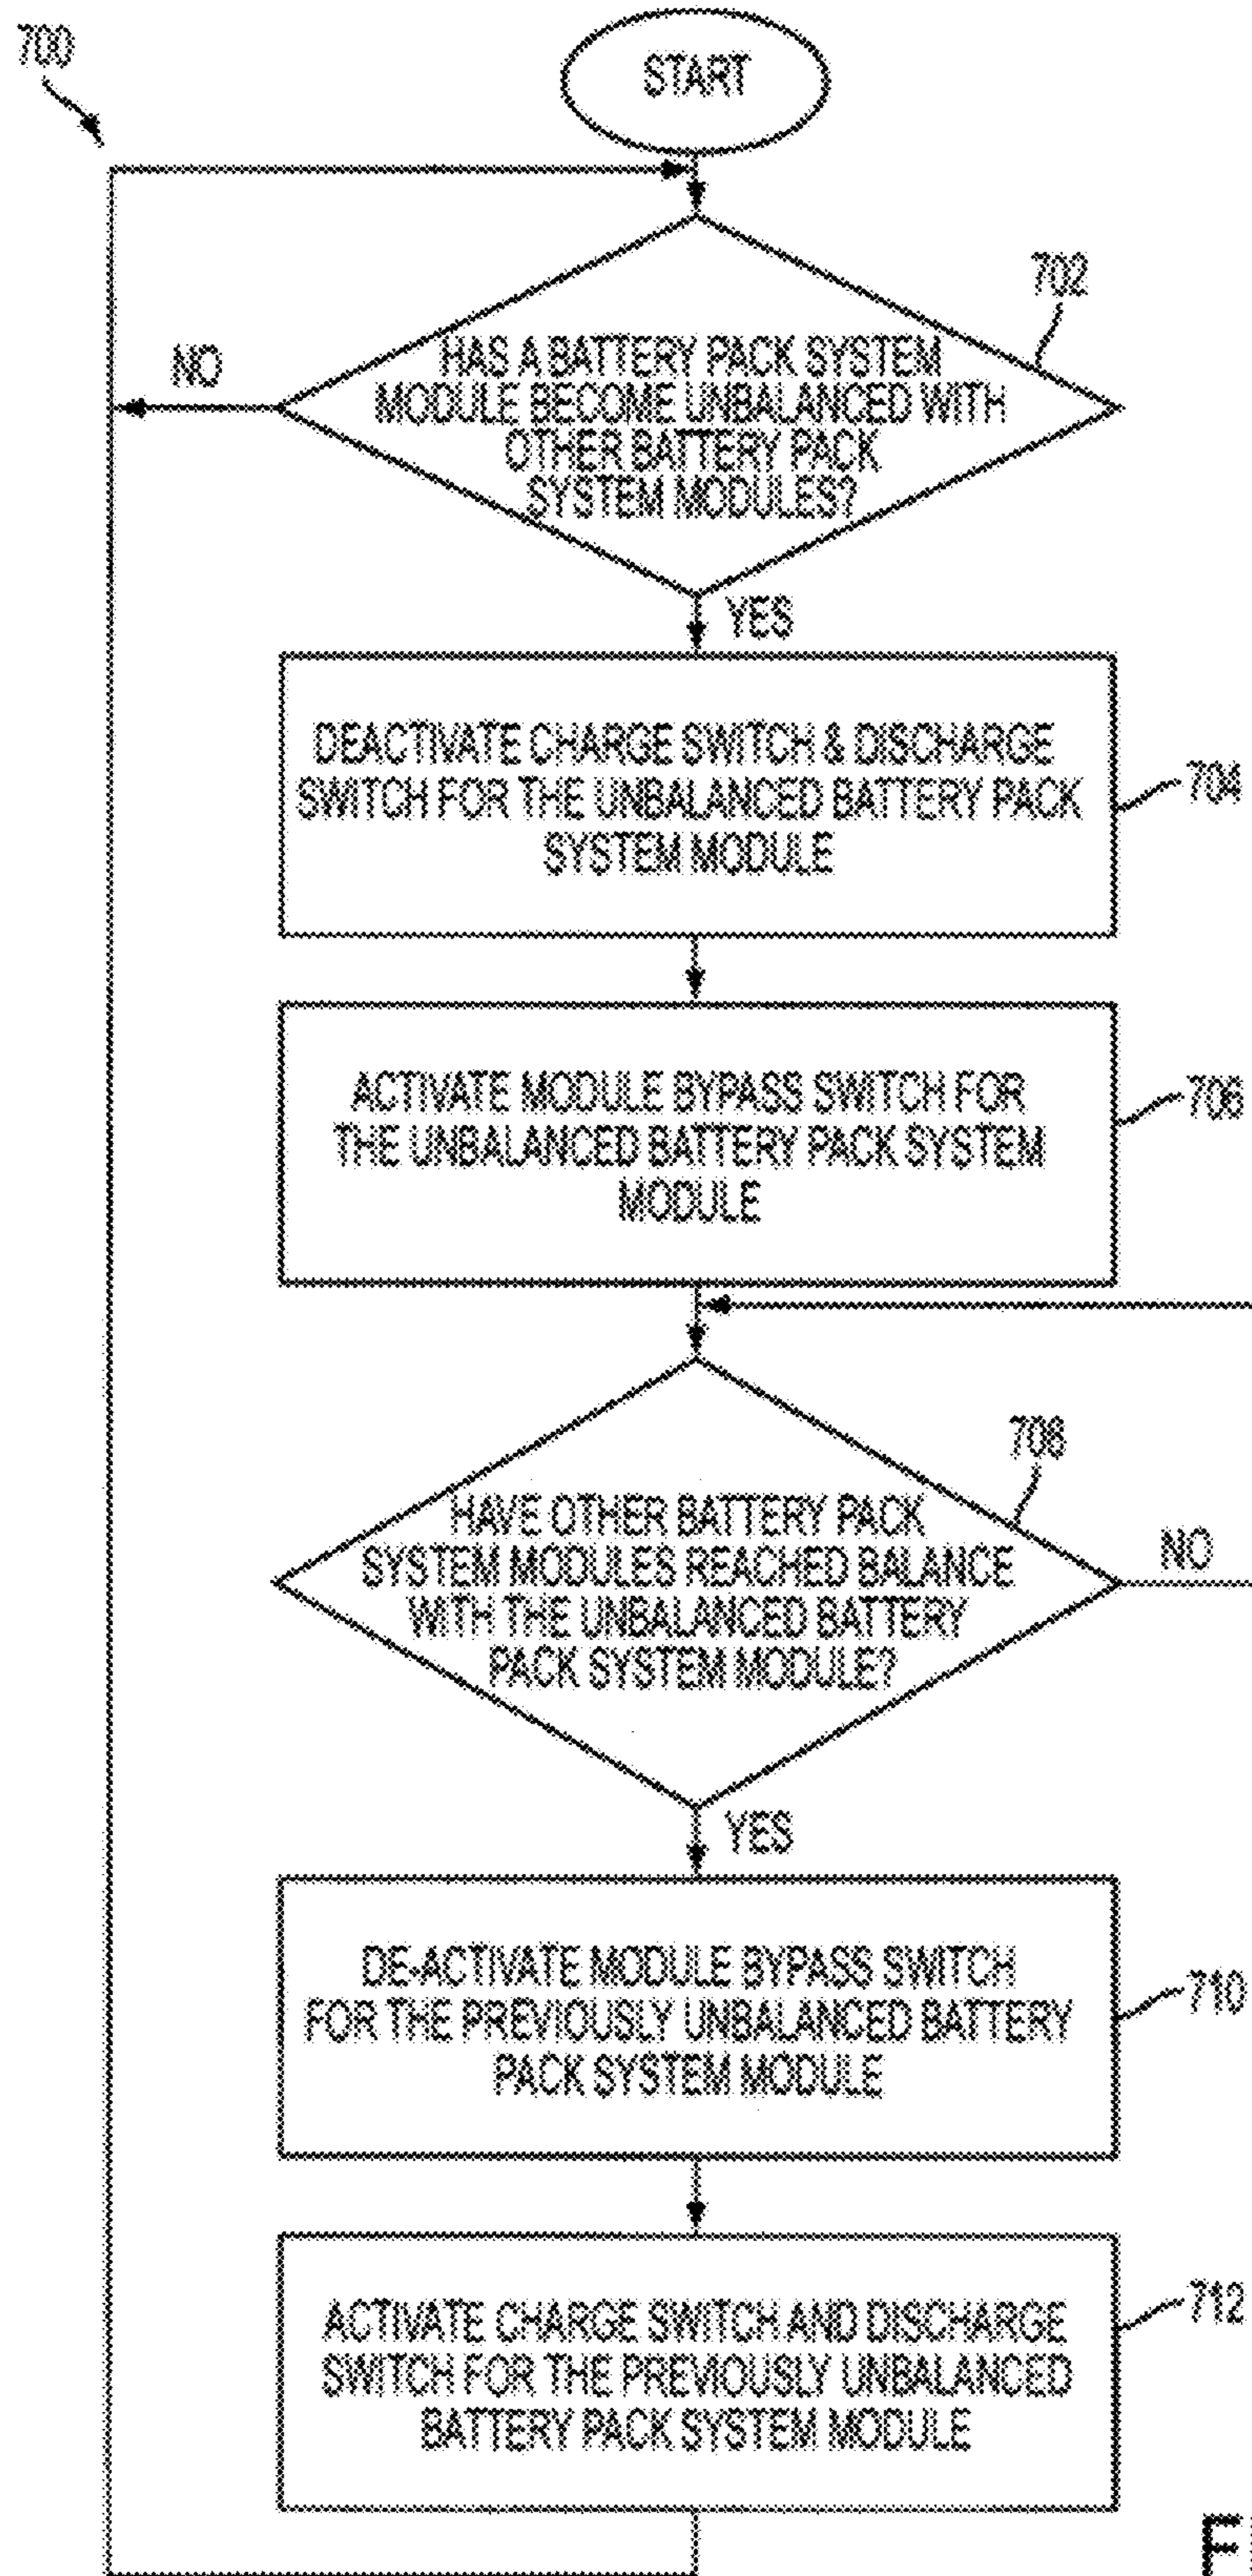 700
START
702
HAS A BATTERY PACK SYSTEM
MODULE BECOME UNBALANCED WITH
OTHER BATTERY PACK
SYSTEM MODULES?
NO
YES
DEACTIVATE CHARGE SWITCH & DISCHARGE
SWITCH FOR THE UNBALANCED BATTERY PACK
SYSTEM MODULE
704
ACTIVATE MODULE BYPASS SWITCH FOR
THE UNBALANCED BATTERY PACK SYSTEM
MODULE
706
708
HAVE OTHER BATTERY PACK
SYSTEM MODULES REACHED BALANCE
WITH THE UNBALANCED BATTERY
PACK SYSTEM MODULE?
NO
YES
DE-ACTIVATE MODULE BYPASS SWITCH
FOR THE PREVIOUSLY UNBALANCED BATTERY
PACK SYSTEM MODULE
710
ACTIVATE CHARGE SWITCH AND DISCHARGE
SWITCH FOR THE PREVIOUSLY UNBALANCED
BATTERY PACK SYSTEM MODULE
712